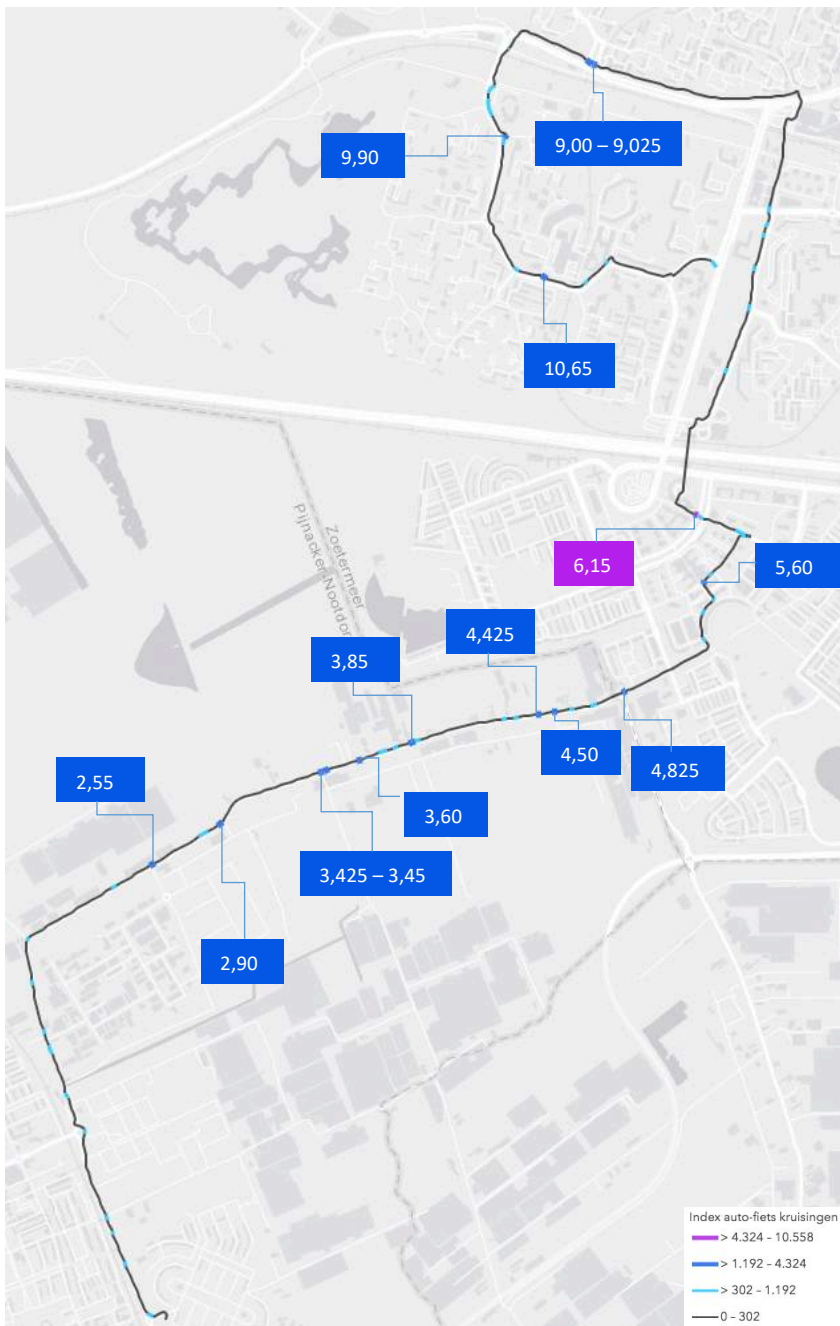 9,90
9,00 – 9,025
10,65
6,15
5,60
Zoetermeer
Pijnacker-Nootdorp
4,425
3,85
4,50
4,825
2,55
3,60
3,425 – 3,45
2,90
Index auto-fiets kruisingen
> 4.324 - 10.558
> 1.192 - 4.324
> 302 - 1.192
0 - 302